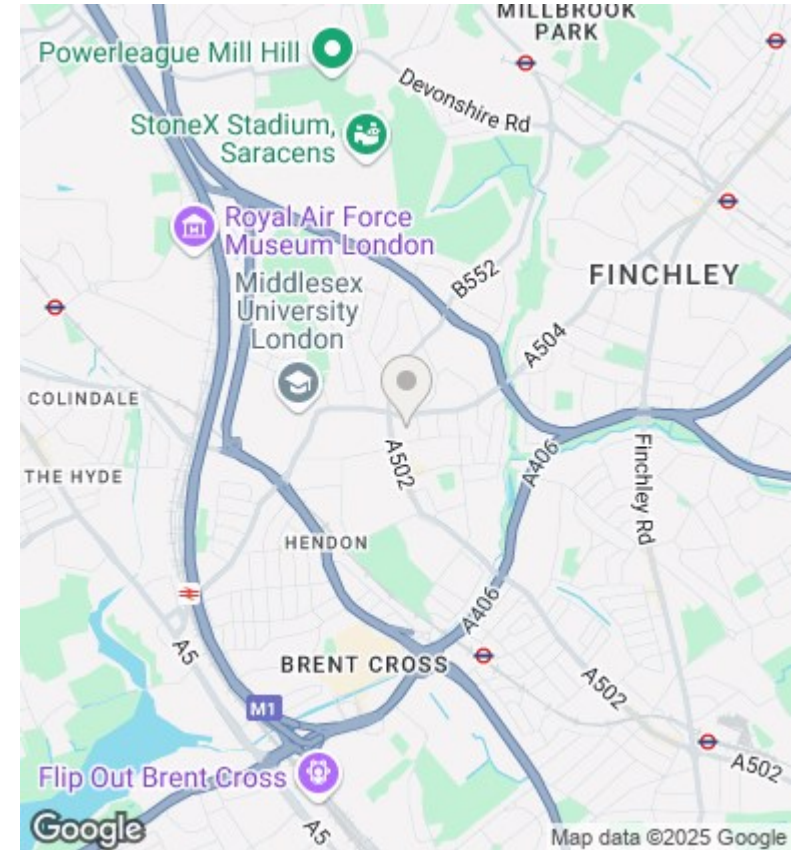 MILLBROOK
PARK
Powerleague Mill Hill
Devonshire Rd
StoneX Stadium,
Saracens
Royal Air Force
Museum London
B552
FINCHLEY
Middlesex
University
London
A504
COLINDALE
A502
THE HYDE
A406
Finchley Rd
HENDON
A406
A5
BRENT CROSS
A502
M1
A502
Flip Out Brent Cross
A5
Google
Map data ©2025 Google